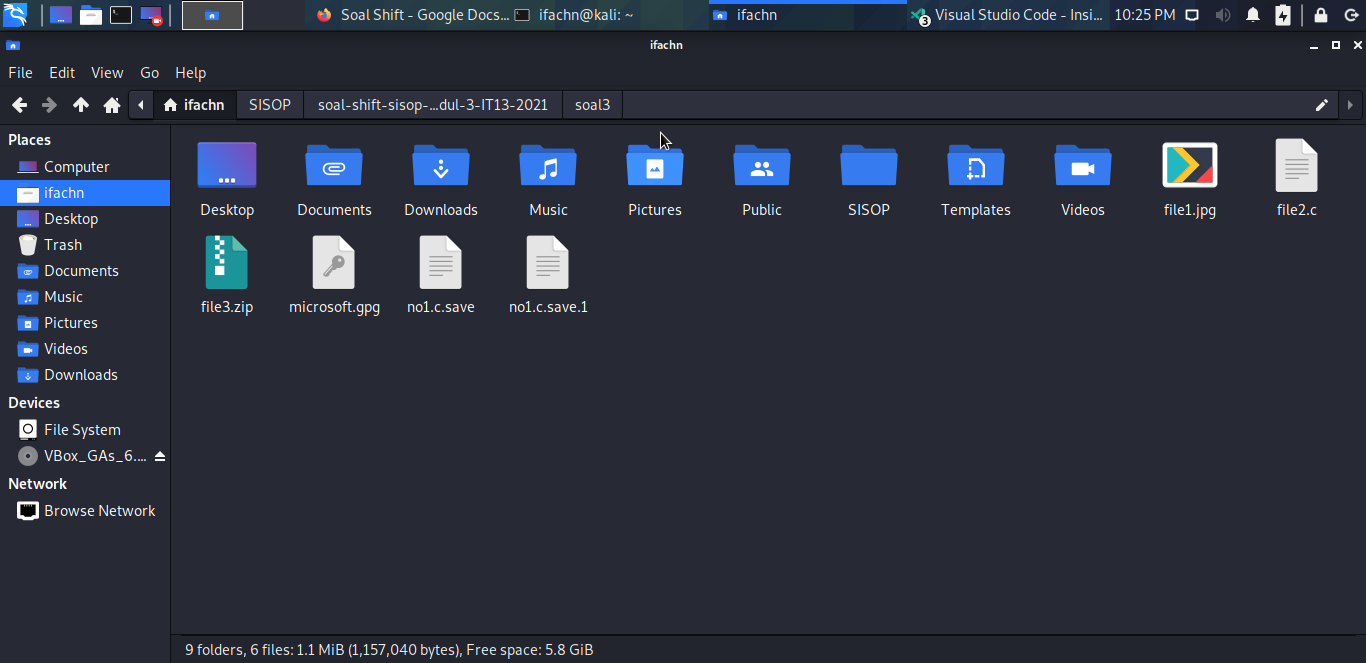 Soal Shift - Google Docs...
ifachn@kali: ~
ifachn
Visual Studio Code - Insi...
10:25 PM
3
ifachn
File Edit View Go Help
ifachn SISOP soal-shift-sisop-...dul-3-IT13-2021 soal3
Places
Computer
ifachn
Desktop
Trash
Documents
Music
Pictures
Videos
Downloads
Devices
File System
VBox_GAs_6....
Network
Browse Network
Desktop Documents Downloads Music Pictures Public SISOP Templates Videos file1.jpg file2.c
file3.zip microsoft.gpg no1.c.save no1.c.save.1
9 folders, 6 files: 1.1 MiB (1,157,040 bytes), Free space: 5.8 GiB